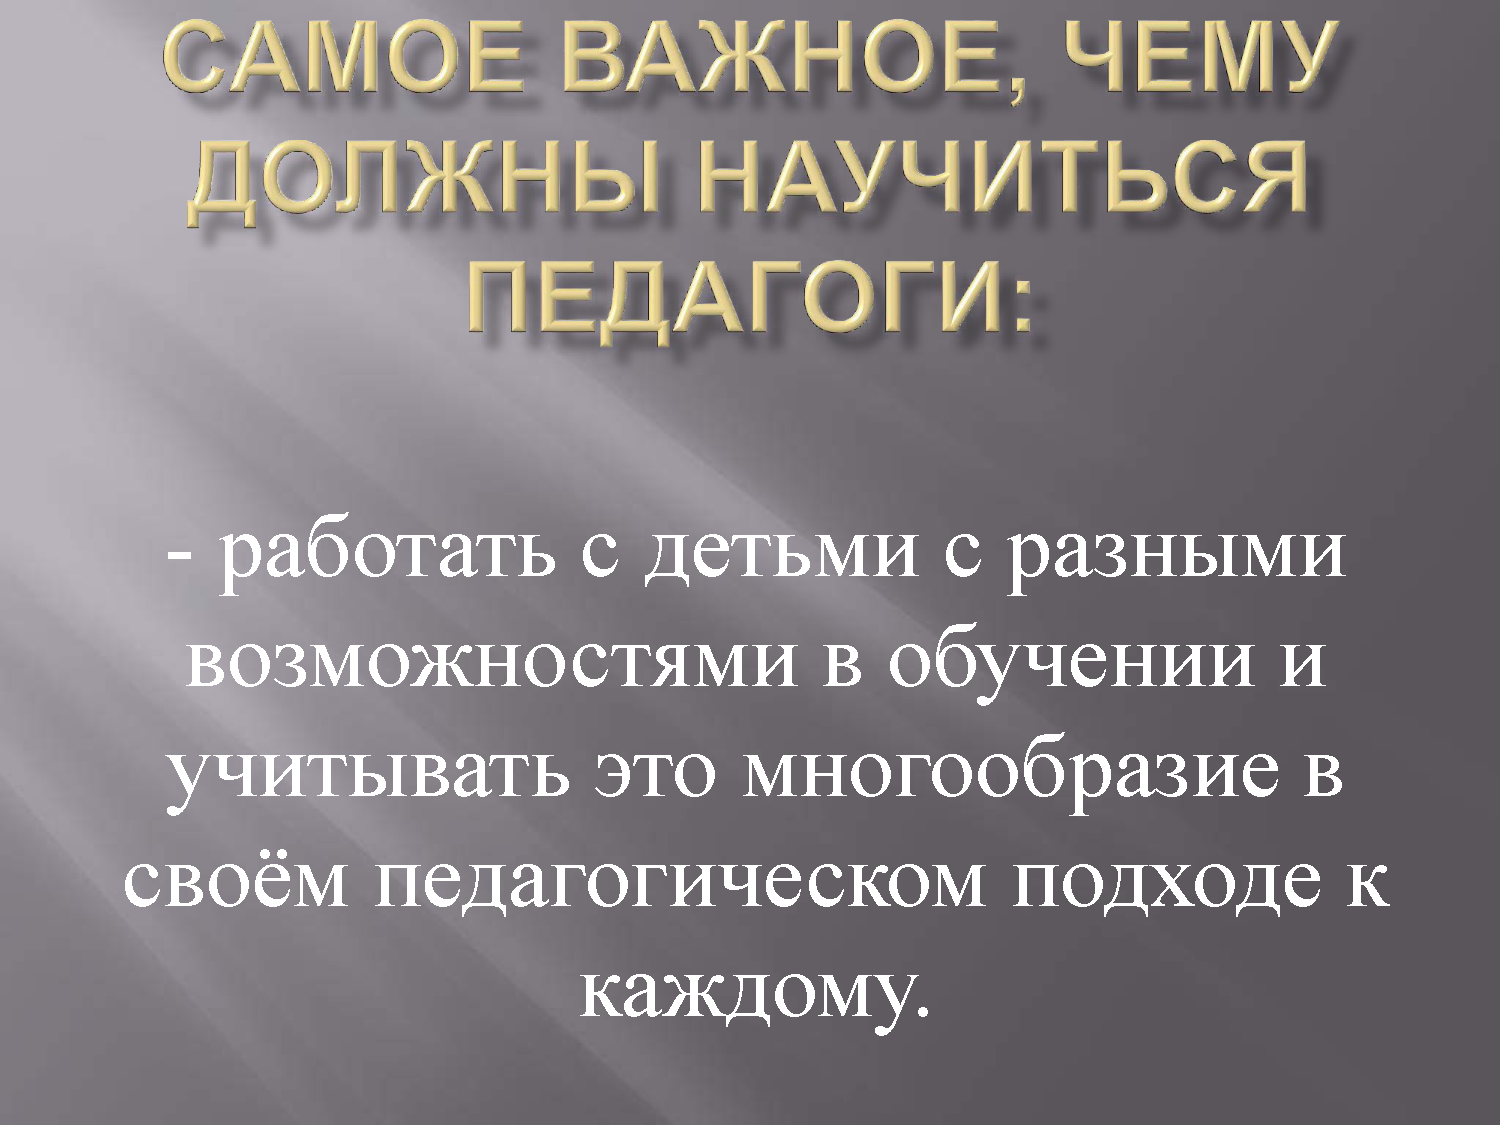 САМОЕ ВАЖНОЕ, ЧЕМУ
ДОЛЖНЫ НАУЧИТЬСЯ
ПЕДАГОГИ:
- работать с детьми с разными
возможностями в обучении и
учитывать это многообразие в
своём педагогическом подходе к
каждому.